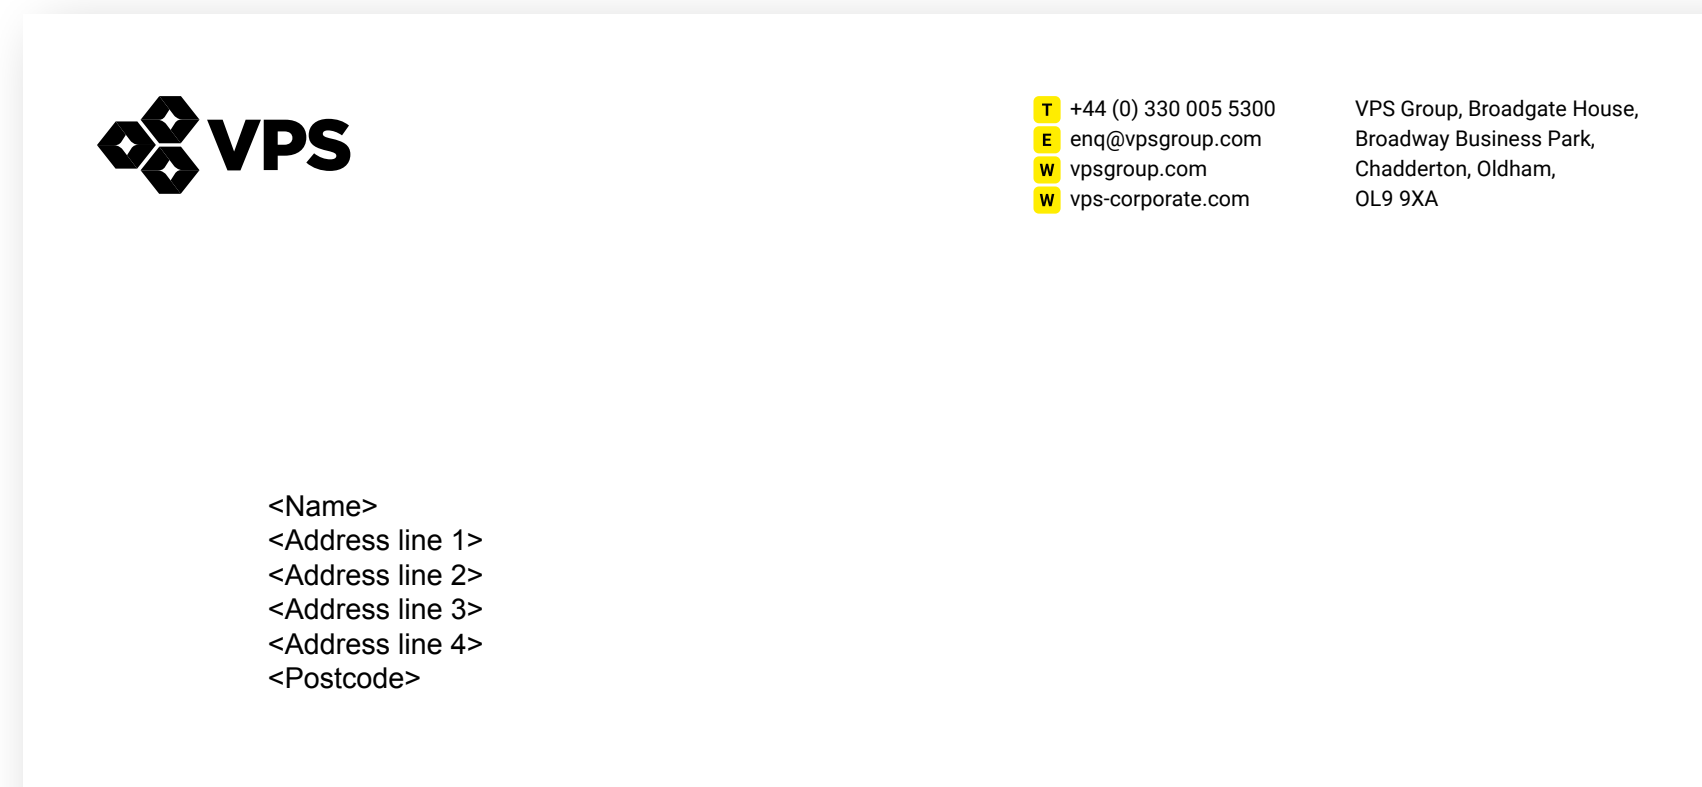 VPS
T +44 (0) 330 005 5300
E enq@vpsgroup.com
W vpsgroup.com
W vps-corporate.com
VPS Group, Broadgate House,
Broadway Business Park,
Chadderton, Oldham,
OL9 9XA
<Name>
<Address line 1>
<Address line 2>
<Address line 3>
<Address line 4>
<Postcode>